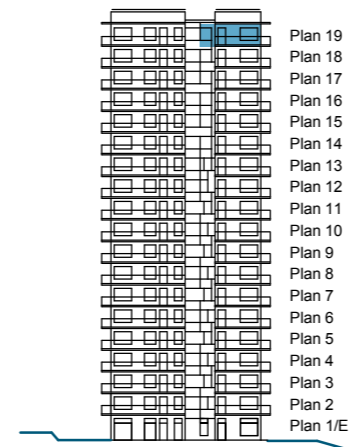 Plan 19
Plan 18
Plan 17
Plan 16
Plan 15
Plan 14
Plan 13
Plan 12
Plan 11
Plan 10
Plan 9
Plan 8
Plan 7
Plan 6
Plan 5
Plan 4
Plan 3
Plan 2
Plan 1/E